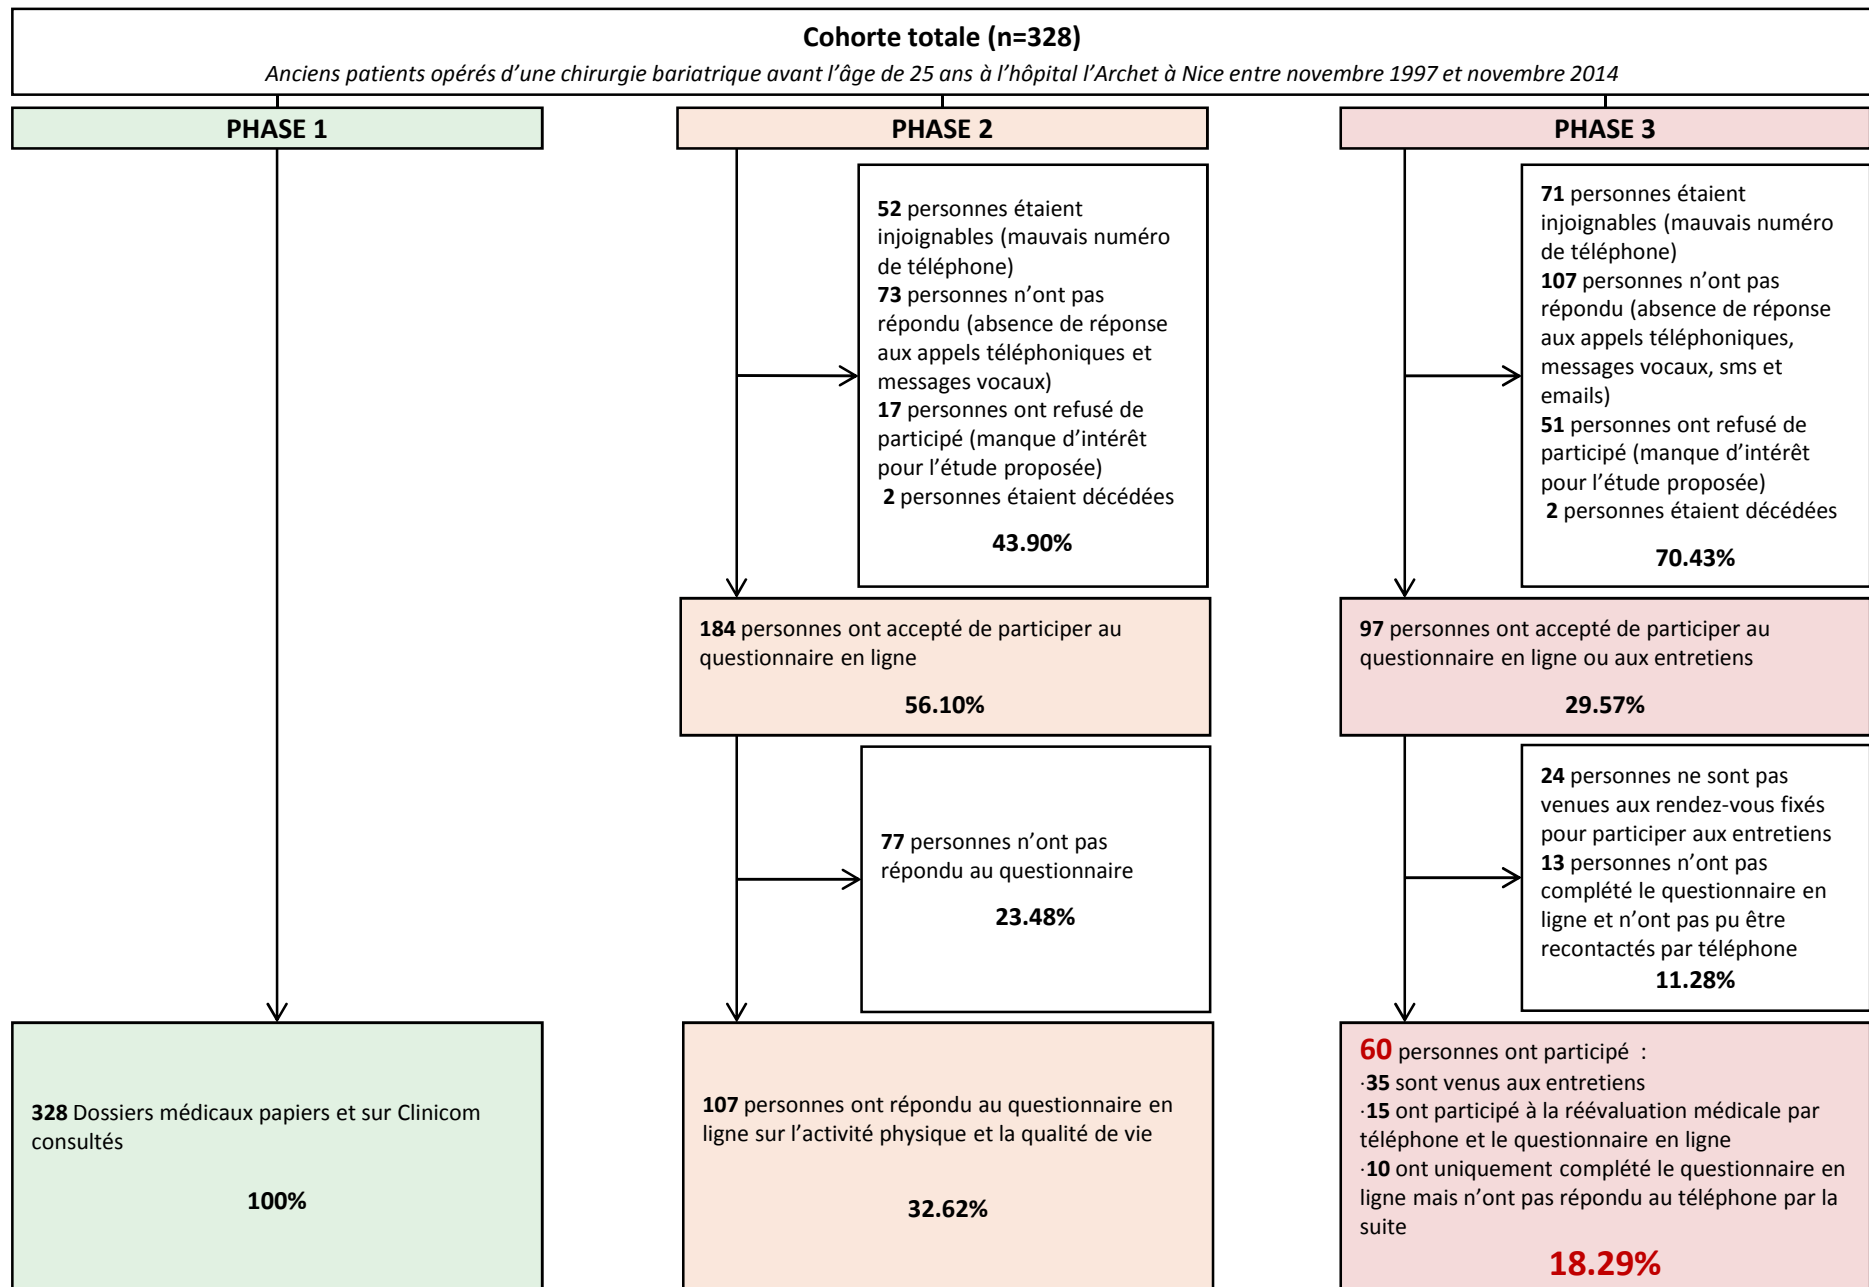 Cohorte totale (n=328)
Anciens patients opérés d’une chirurgie bariatrique avant l’âge de 25 ans à l’hôpital l’Archet à Nice entre novembre 1997 et novembre 2014
PHASE 1
328 Dossiers médicaux papiers et sur Clinicom
consultés
100%
PHASE 2
52 personnes étaient
injoignables (mauvais numéro
de téléphone)
73 personnes n’ont pas
répondu (absence de réponse
aux appels téléphoniques et
messages vocaux)
17 personnes ont refusé de
participé (manque d’intérêt
pour l’étude proposée)
2 personnes étaient décédées
43.90%
184 personnes ont accepté de participer au
questionnaire en ligne
56.10%
77 personnes n’ont pas
répondu au questionnaire
23.48%
107 personnes ont répondu au questionnaire en
ligne sur l’activité physique et la qualité de vie
32.62%
PHASE 3
71 personnes étaient
injoignables (mauvais numéro
de téléphone)
107 personnes n’ont pas
répondu (absence de réponse
aux appels téléphoniques,
messages vocaux, sms et
emails)
51 personnes ont refusé de
participé (manque d’intérêt
pour l’étude proposée)
2 personnes étaient décédées
70.43%
97 personnes ont accepté de participer au
questionnaire en ligne ou aux entretiens
29.57%
24 personnes ne sont pas
venues aux rendez-vous fixés
pour participer aux entretiens
13 personnes n’ont pas
complété le questionnaire en
ligne et n’ont pas pu être
recontactés par téléphone
11.28%
60 personnes ont participé :
·35 sont venus aux entretiens
·15 ont participé à la réévaluation médicale par
téléphone et le questionnaire en ligne
·10 ont uniquement complété le questionnaire en
ligne mais n’ont pas répondu au téléphone par la
suite
18.29%